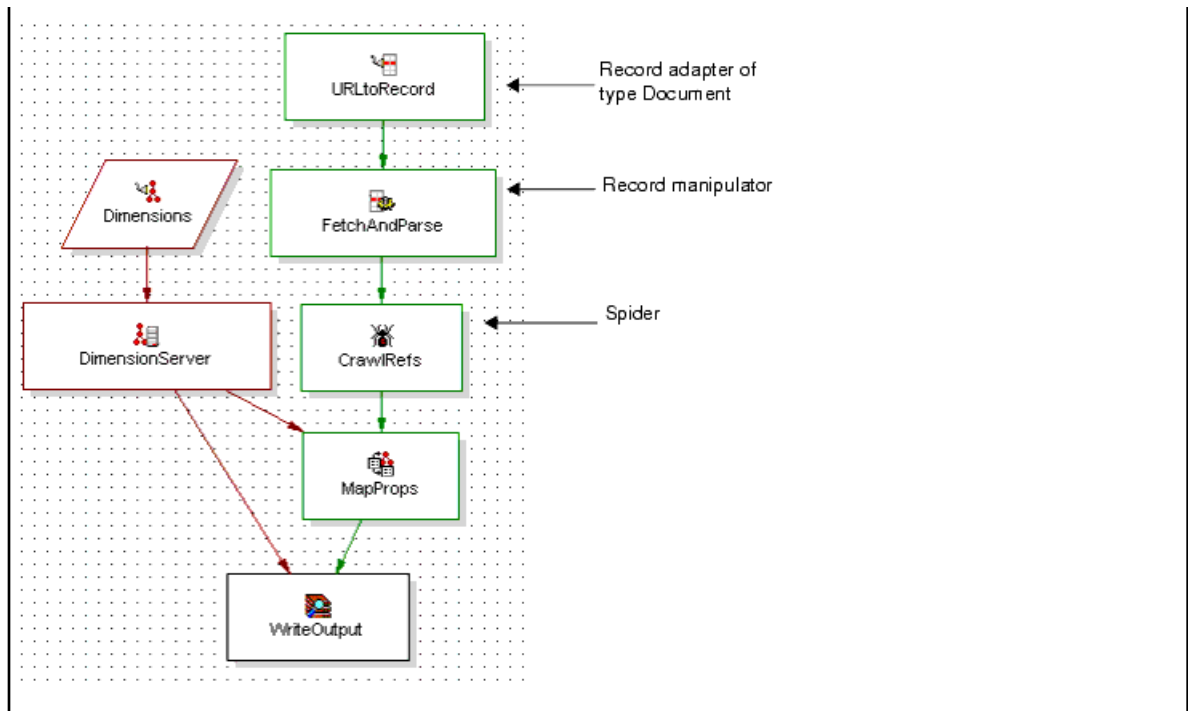 URLtoRecord
Record adapter of
type Document
Dimensions
FetchAndParse
Record manipulator
DimensionServer
CrawlRefs
Spider
MapProps
WriteOutput